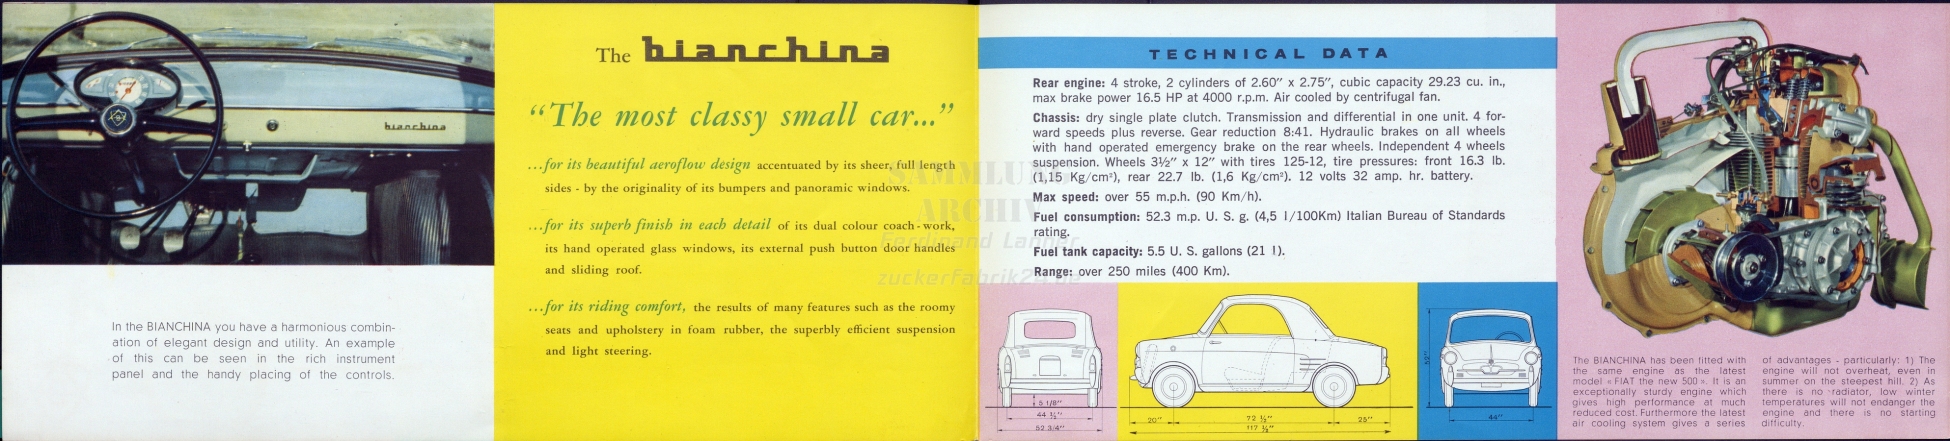 bianchina
In the BIANCHINA you have a harmonious combin-
ation of elegant design and utility. An example
of this can be seen in the rich instrument
panel and the handy placing of the controls.
The bianchina
“The most classy small car...”
...for its beautiful aeroflow design accentuated by its sheer, full length
sides - by the originality of its bumpers and panoramic windows.
...for its superb finish in each detail of its dual colour coach-work,
its hand operated glass windows, its external push button door handles
and sliding roof.
...for its riding comfort, the results of many features such as the roomy
seats and upholstery in foam rubber, the superbly efficient suspension
and light steering.
SAMMLUNG
ARCHIV
Ferdinand Lanner
zuckerfabrik24.de
TECHNICAL DATA
Rear engine: 4 stroke, 2 cylinders of 2.60” x 2.75”, cubic capacity 29.23 cu. in.,
max brake power 16.5 HP at 4000 r.p.m. Air cooled by centrifugal fan.
Chassis: dry single plate clutch. Transmission and differential in one unit. 4 for-
ward speeds plus reverse. Gear reduction 8:41. Hydraulic brakes on all wheels
with hand operated emergency brake on the rear wheels. Independent 4 wheels
suspension. Wheels 3½” x 12” with tires 125-12, tire pressures: front 16.3 lb.
(1,15 Kg/cm²), rear 22.7 lb. (1,6 Kg/cm²). 12 volts 32 amp. hr. battery.
Max speed: over 55 m.p.h. (90 Km/h).
Fuel consumption: 52.3 m.p. U. S. g. (4,5 l/100Km) Italian Bureau of Standards
rating.
Fuel tank capacity: 5.5 U. S. gallons (21 l).
Range: over 250 miles (400 Km).
5 1/8”
44 ½”
52 3/4”
20” 72 ½” 25”
117 ½”
52”
44”
The BIANCHINA has been fitted with
the same engine as the latest
model «FIAT the new 500». It is an
exceptionally sturdy engine which
gives high performance at much
reduced cost. Furthermore the latest
air cooling system gives a series
of advantages - particularly: 1) The
engine will not overheat, even in
summer on the steepest hill. 2) As
there is no radiator, low winter
temperatures will not endanger the
engine and there is no starting
difficulty.